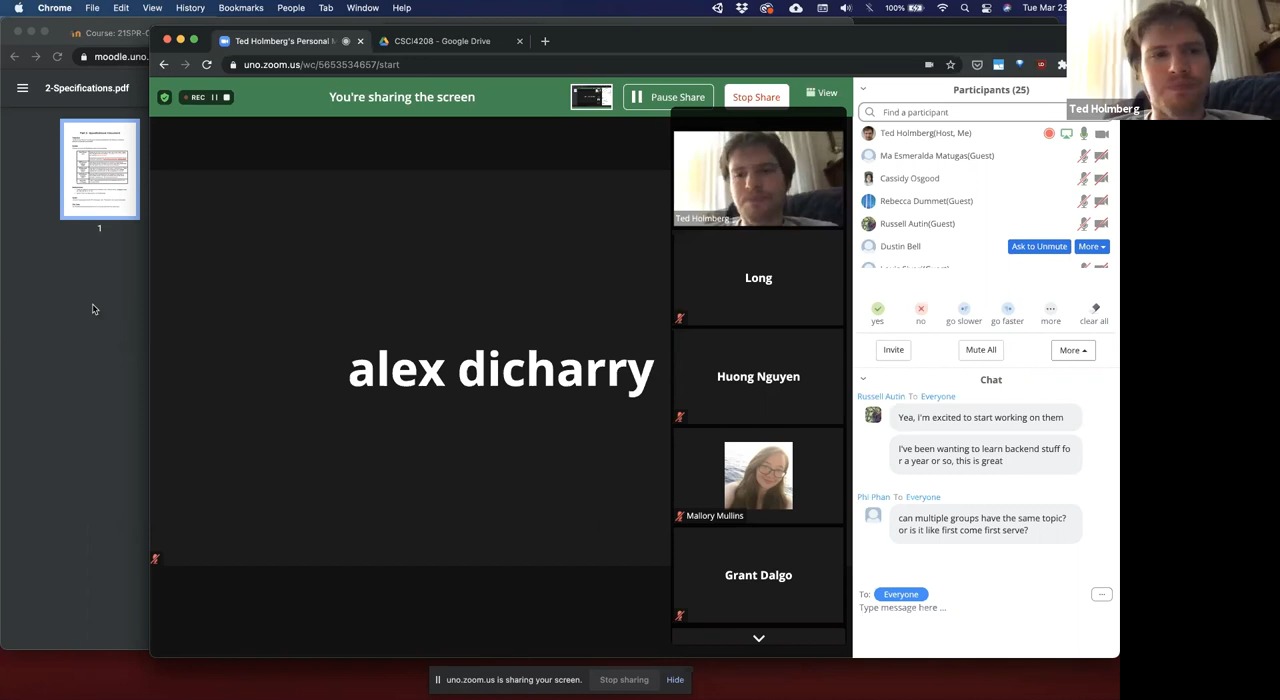 Chrome File Edit View History Bookmarks People Tab Window Help
100% Tue Mar 23
Course: 21SPR-C
Ted Holmberg's Personal M
CSCI4208 - Google Drive
moodle.uno.
uno.zoom.us/wc/5653534657/start
2-Specifications.pdf
1
REC
You're sharing the screen
Pause Share
Stop Share
View
Ted Holmberg
Long
Huong Nguyen
Mallory Mullins
Grant Dalgo
alex dicharry
Participants (25)
Find a participant
Ted Holmberg
Ted Holmberg(Host, Me)
Ma Esmeralda Matugas(Guest)
Cassidy Osgood
Rebecca Dummet(Guest)
Russell Autin(Guest)
Dustin Bell
Ask to Unmute More
yes no go slower go faster more clear all
Invite Mute All More
Chat
Russell Autin To Everyone
Yea, i'm excited to start working on them
I've been wanting to learn backend stuff fo
r a year or so, this is great
Phi Phan To Everyone
can multiple groups have the same topic?
or is it like first come first serve?
To: Everyone ...
Type message here ...
uno.zoom.us is sharing your screen. Stop sharing Hide